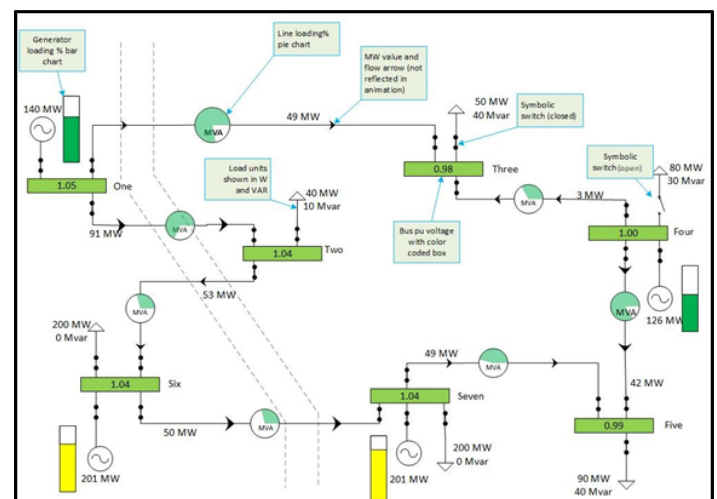 Generator
loading % bar
chart
Line loading%
pie chart
MW value and
flow arrow (not
reflected in
animation)
140 MW
MVA
49 MW
50 MW
40 Mvar
Symbolic
switch (closed)
Symbolic
switch (open)
80 MW
30 Mvar
1.05
One
0.98
Three
Load units
shown in W
and VAR
40 MW
10 Mvar
MVA
3 MW
91 MW
MVA
Bus pu voltage
with color
coded box
1.00
Four
1.04
Two
53 MW
MVA
MVA
126 MW
200 MW
0 Mvar
49 MW
MVA
1.04
Six
1.04
Seven
42 MW
50 MW
MVA
0.99
Five
200 MW
0 Mvar
201 MW
201 MW
90 MW
40 Mvar